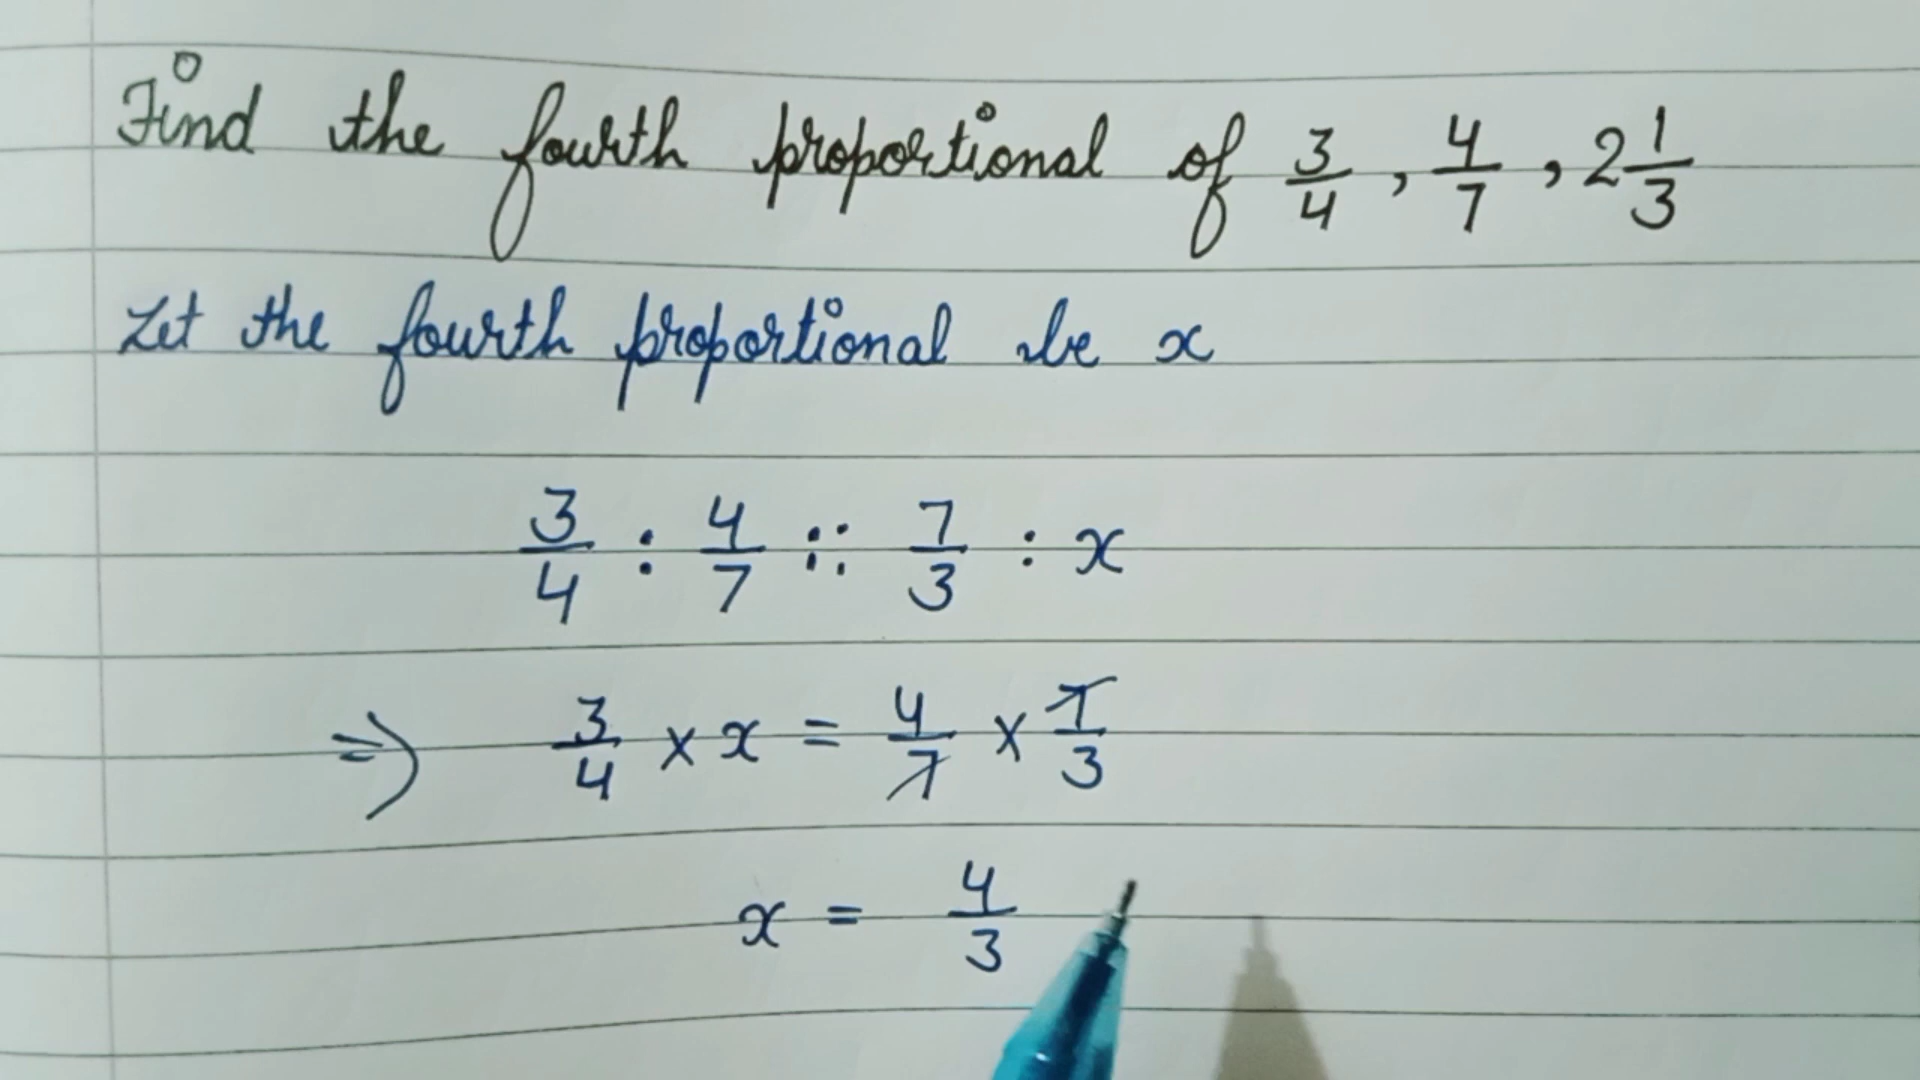 Find the fourth proportional of 3/4, 4/7, 2 1/3
Let the fourth proportional be x
3/4 : 4/7 :: 7/3 : x
⇒ 3/4 × x = 4/7 × 7/3
x = 4/3